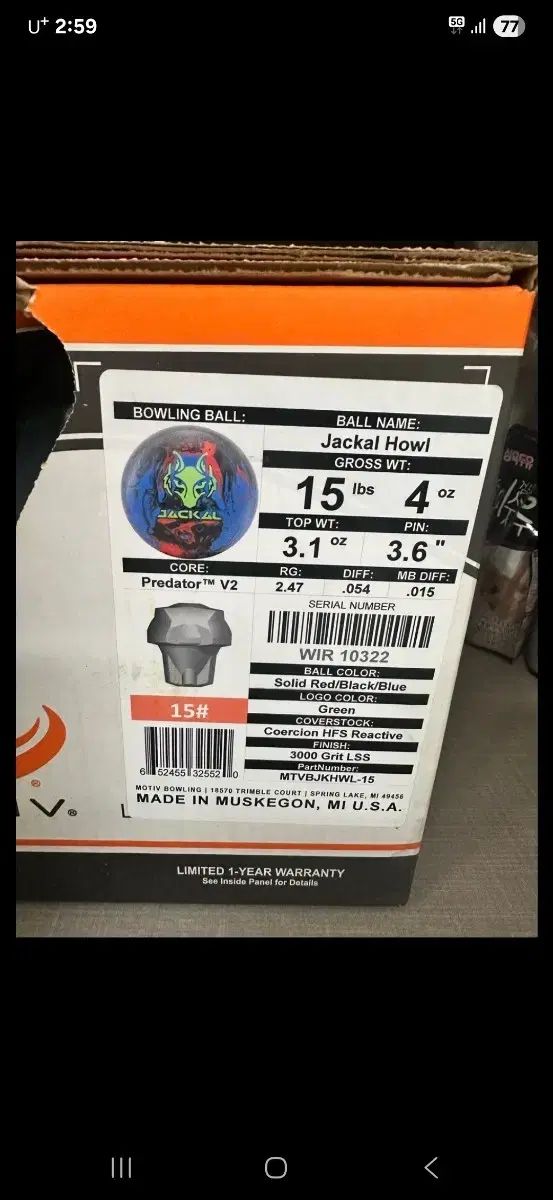 U⁺ 2:59
5G
77
BOWLING BALL:
BALL NAME:
Jackal Howl
GROSS WT:
15 lbs 4 oz
TOP WT:
PIN:
3.1 oz
3.6 "
JACKAL
CORE:
Predator™ V2
RG:
DIFF:
MB DIFF:
2.47
.054
.015
SERIAL NUMBER
WIR 10322
BALL COLOR:
Solid Red/Black/Blue
LOGO COLOR:
Green
COVERSTOCK:
Coercion HFS Reactive
FINISH:
3000 Grit LSS
PartNumber:
MTVBJKHWL-15
15#
6 52455 32552 0
MOTIV BOWLING | 18570 TRIMBLE COURT | SPRING LAKE, MI 49456
MADE IN MUSKEGON, MI U.S.A.
IV®
LIMITED 1-YEAR WARRANTY
See Inside Panel for Details